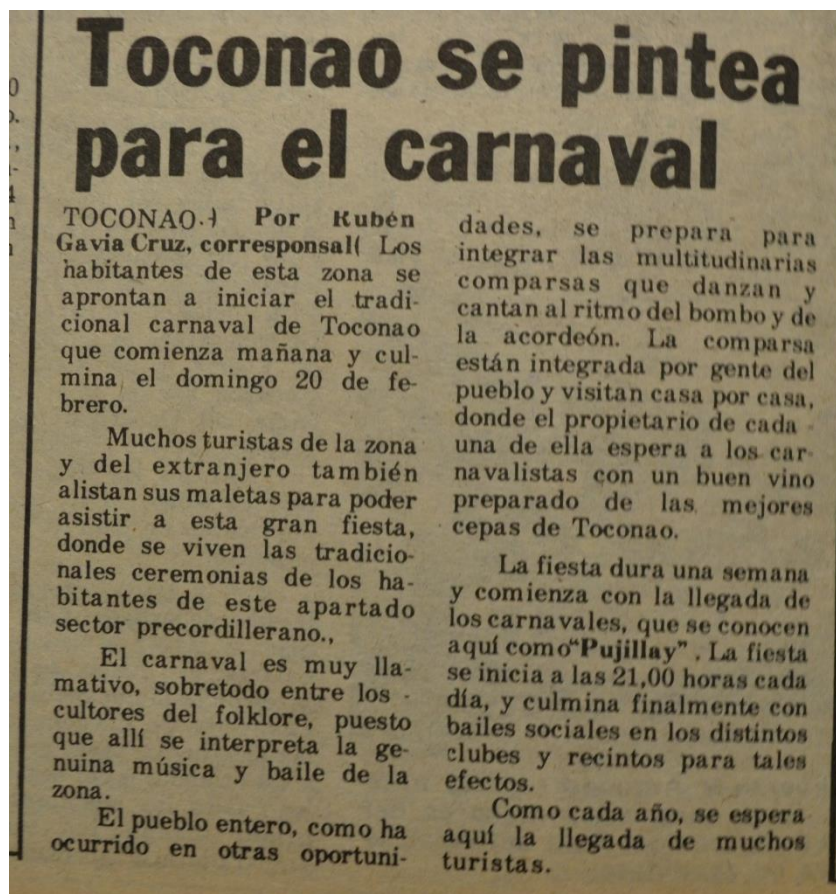 Toconao se pintea
para el carnaval
TOCONAO.-) Por Rubén
Gavia Cruz, corresponsal( Los
habitantes de esta zona se
aprontan a iniciar el tradi-
cional carnaval de Toconao
que comienza mañana y cul-
mina el domingo 20 de fe-
brero.
Muchos turistas de la zona
y del extranjero también
alistan sus maletas para poder
asistir a esta gran fiesta,
donde se viven las tradicio-
nales ceremonias de los ha-
bitantes de este apartado
sector precordillerano.,
El carnaval es muy lla-
mativo, sobretodo entre los -
cultores del folklore, puesto
que allí se interpreta la ge-
nuina música y baile de la
zona.
El pueblo entero, como ha
ocurrido en otras oportuni-
dades, se prepara para
integrar las multitudinarias
comparsas que danzan y
cantan al ritmo del bombo y de
la acordeón. La comparsa
están integrada por gente del
pueblo y visitan casa por casa,
donde el propietario de cada -
una de ella espera a los car-
navalistas con un buen vino
preparado de las mejores
cepas de Toconao.
La fiesta dura una semana
y comienza con la llegada de
los carnavales, que se conocen
aquí como "Pujillay" . La fiesta
se inicia a las 21,00 horas cada
día, y culmina finalmente con
bailes sociales en los distintos
clubes y recintos para tales
efectos.
Como cada año, se espera
aquí la llegada de muchos
turistas.